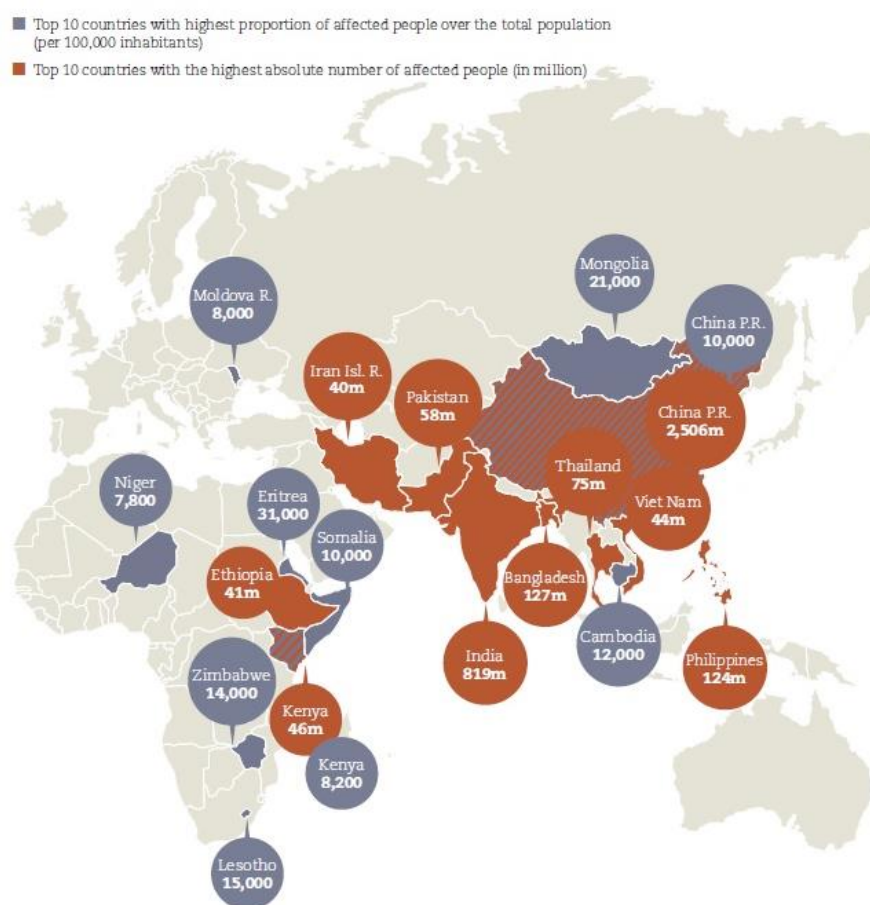 Top 10 countries with highest proportion of affected people over the total population
(per 100,000 inhabitants)
Top 10 countries with the highest absolute number of affected people (in million)
Mongolia
21,000
Moldova R.
8,000
China P.R.
10,000
Iran Isl. R.
40m
Pakistan
58m
China P.R.
2,506m
Thailand
75m
Niger
7,800
Eritrea
31,000
Viet Nam
44m
Somalia
10,000
Ethiopia
41m
Bangladesh
127m
Cambodia
12,000
India
819m
Philippines
124m
Zimbabwe
14,000
Kenya
46m
Kenya
8,200
Lesotho
15,000